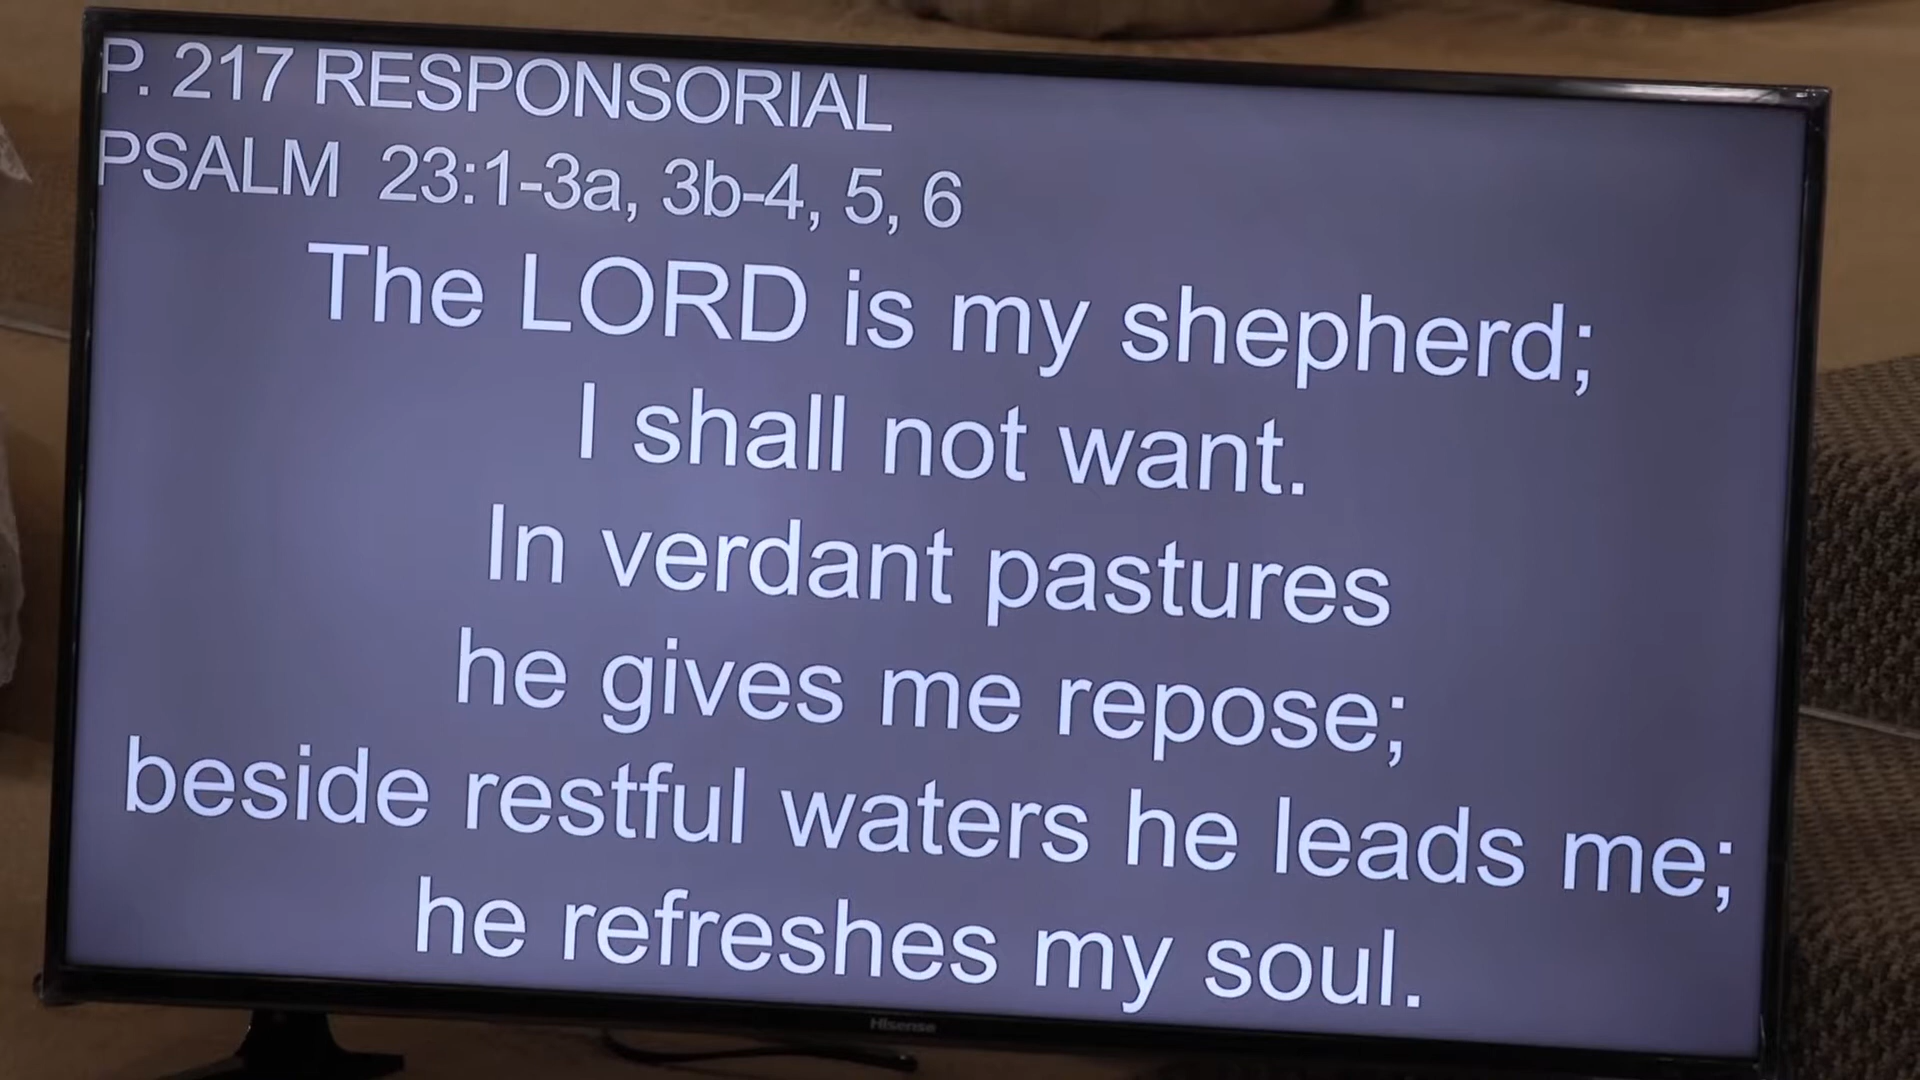 P. 217 RESPONSORIAL
PSALM 23:1-3a, 3b-4, 5, 6
The LORD is my shepherd;
I shall not want.
In verdant pastures
he gives me repose;
beside restful waters he leads me;
he refreshes my soul.
Hisense